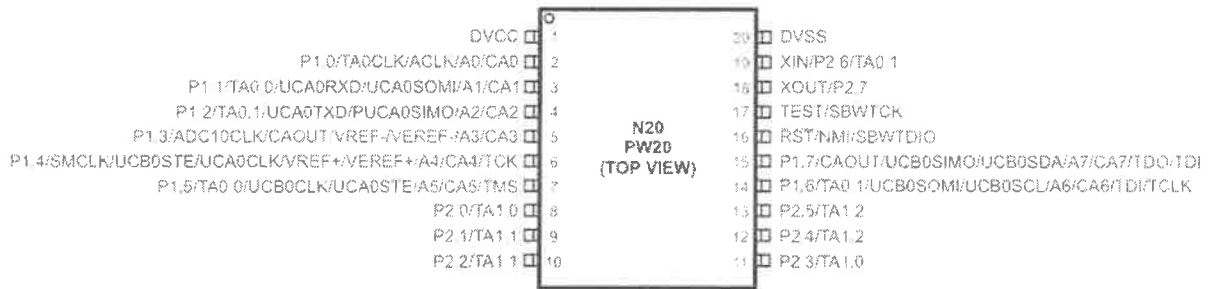 DVCC 1 20 DVSS
P1.0/TA0CLK/ACLK/A0/CA0 2 19 XIN/P2.6/TA0.1
P1.1/TA0.0/UCA0RXD/UCA0SOMI/A1/CA1 3 18 XOUT/P2.7
P1.2/TA0.1/UCA0TXD/PUCA0SIMO/A2/CA2 4 17 TEST/SBWTCK
P1.3/ADC10CLK/CAOUT/VREF-/VEREF-/A3/CA3 5 16 RST/NMI/SBWTDIO
P1.4/SMCLK/UCB0STE/UCA0CLK/VREF+/VEREF+/A4/CA4/TCK 6 15 P1.7/CAOUT/UCB0SIMO/UCB0SDA/A7/CA7/TDO/TDI
P1.5/TA0.0/UCB0CLK/UCA0STE/A5/CA5/TMS 7 14 P1.6/TA0.1/UCB0SOMI/UCB0SCL/A6/CA6/TDI/TCLK
P2.0/TA1.0 8 13 P2.5/TA1.2
P2.1/TA1.1 9 12 P2.4/TA1.2
P2.2/TA1.1 10 11 P2.3/TA1.0
N20
PW20
(TOP VIEW)